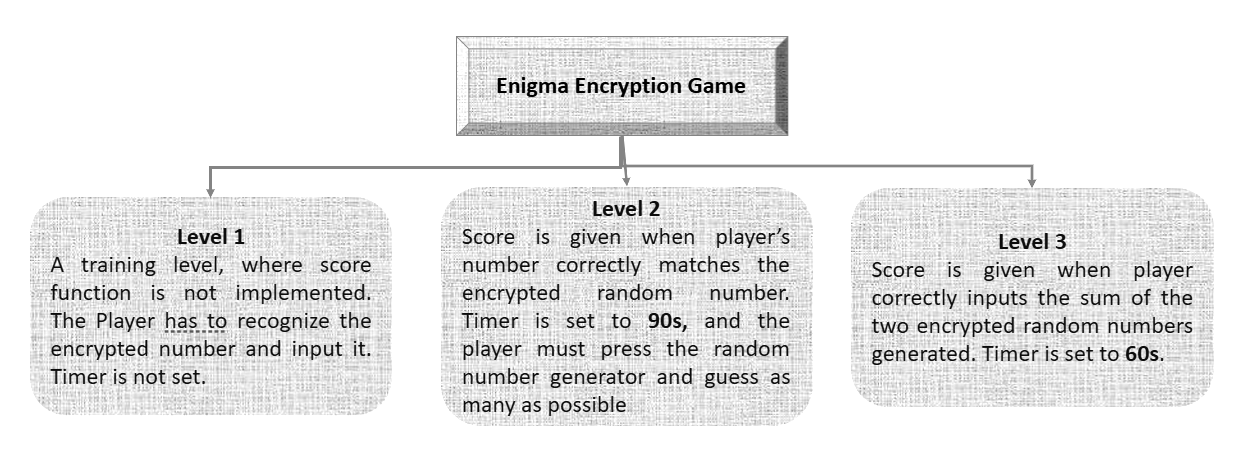 Enigma Encryption Game
Level 1
A training level, where score
function is not implemented.
The Player has to recognize the
encrypted number and input it.
Timer is not set.
Level 2
Score is given when player's
number correctly matches the
encrypted random number.
Timer is set to 90s, and the
player must press the random
number generator and guess as
many as possible
Level 3
Score is given when player
correctly inputs the sum of the
two encrypted random numbers
generated. Timer is set to 60s.